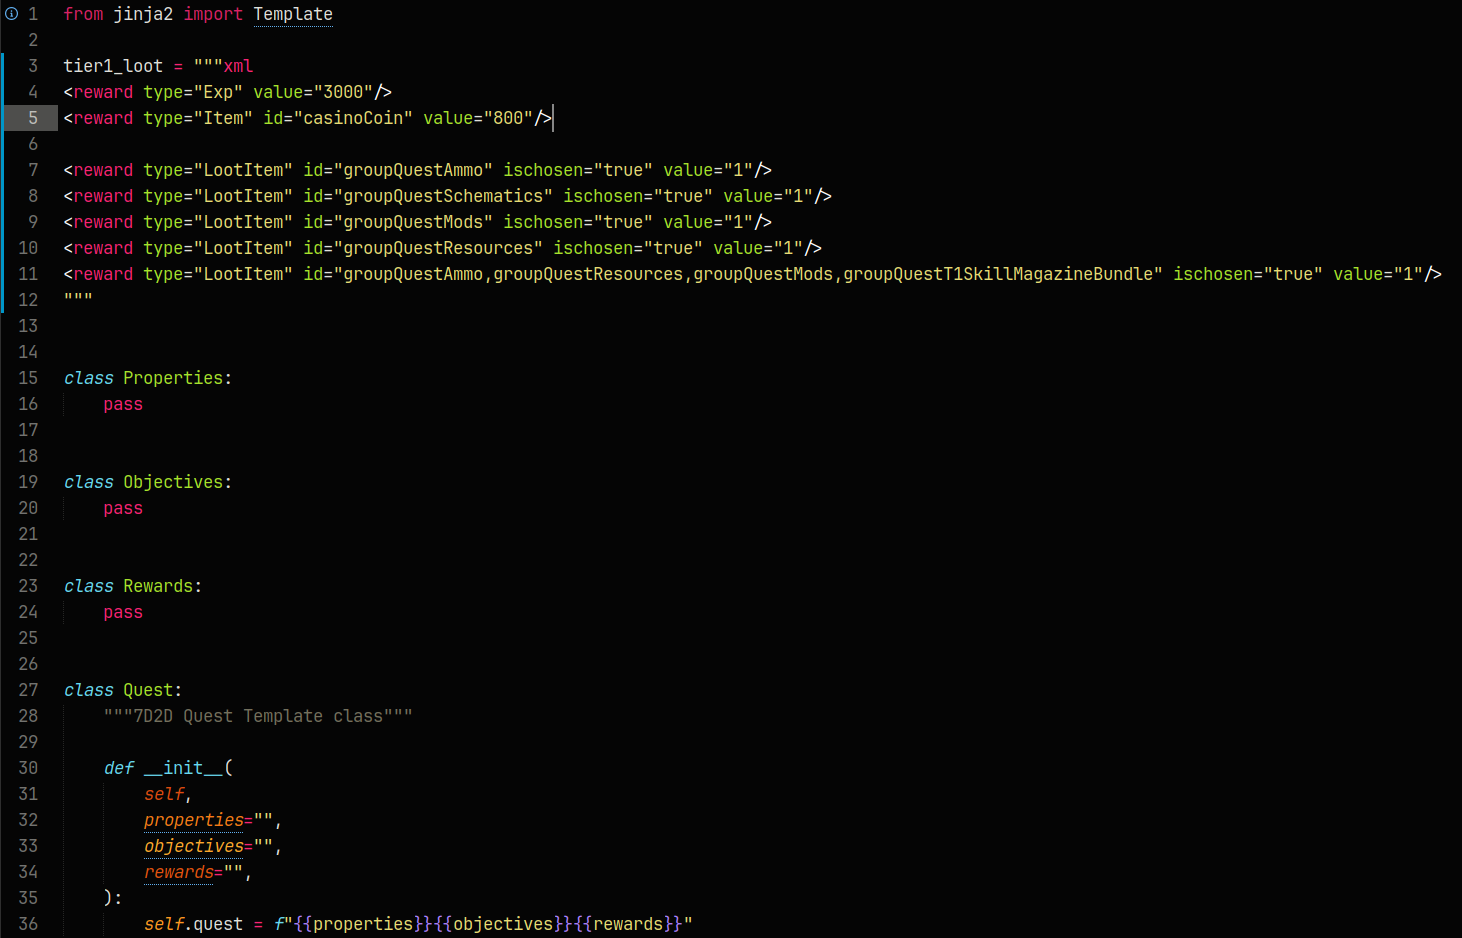 1 from jinja2 import Template
2
3 tier1_loot = """xml
4 <reward type="Exp" value="3000"/>
5 <reward type="Item" id="casinoCoin" value="800"/>
6
7 <reward type="LootItem" id="groupQuestAmmo" ischosen="true" value="1"/>
8 <reward type="LootItem" id="groupQuestSchematics" ischosen="true" value="1"/>
9 <reward type="LootItem" id="groupQuestMods" ischosen="true" value="1"/>
10 <reward type="LootItem" id="groupQuestResources" ischosen="true" value="1"/>
11 <reward type="LootItem" id="groupQuestAmmo,groupQuestResources,groupQuestMods,groupQuestT1SkillMagazineBundle" ischosen="true" value="1"/>
12 """
13
14
15 class Properties:
16     pass
17
18
19 class Objectives:
20     pass
21
22
23 class Rewards:
24     pass
25
26
27 class Quest:
28     """7D2D Quest Template class"""
29
30     def __init__(
31         self,
32         properties="",
33         objectives="",
34         rewards="",
35     ):
36         self.quest = f"{{properties}}{{objectives}}{{rewards}}"